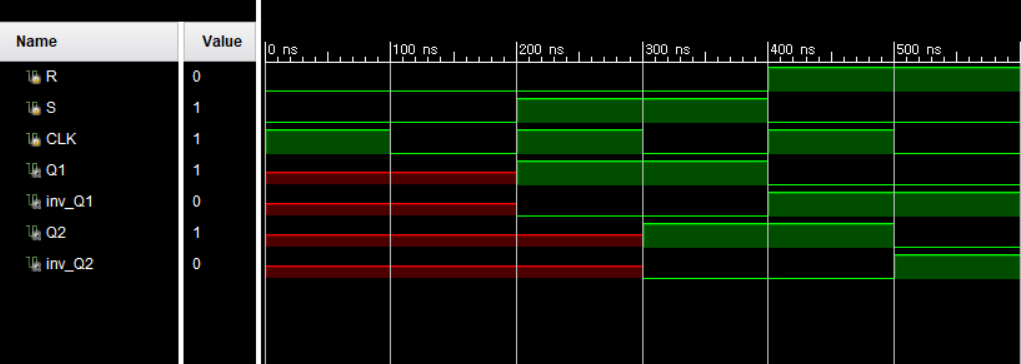 Name Value
0 ns 100 ns 200 ns 300 ns 400 ns 500 ns
R 0
S 1
CLK 1
Q1 1
inv_Q1 0
Q2 1
inv_Q2 0